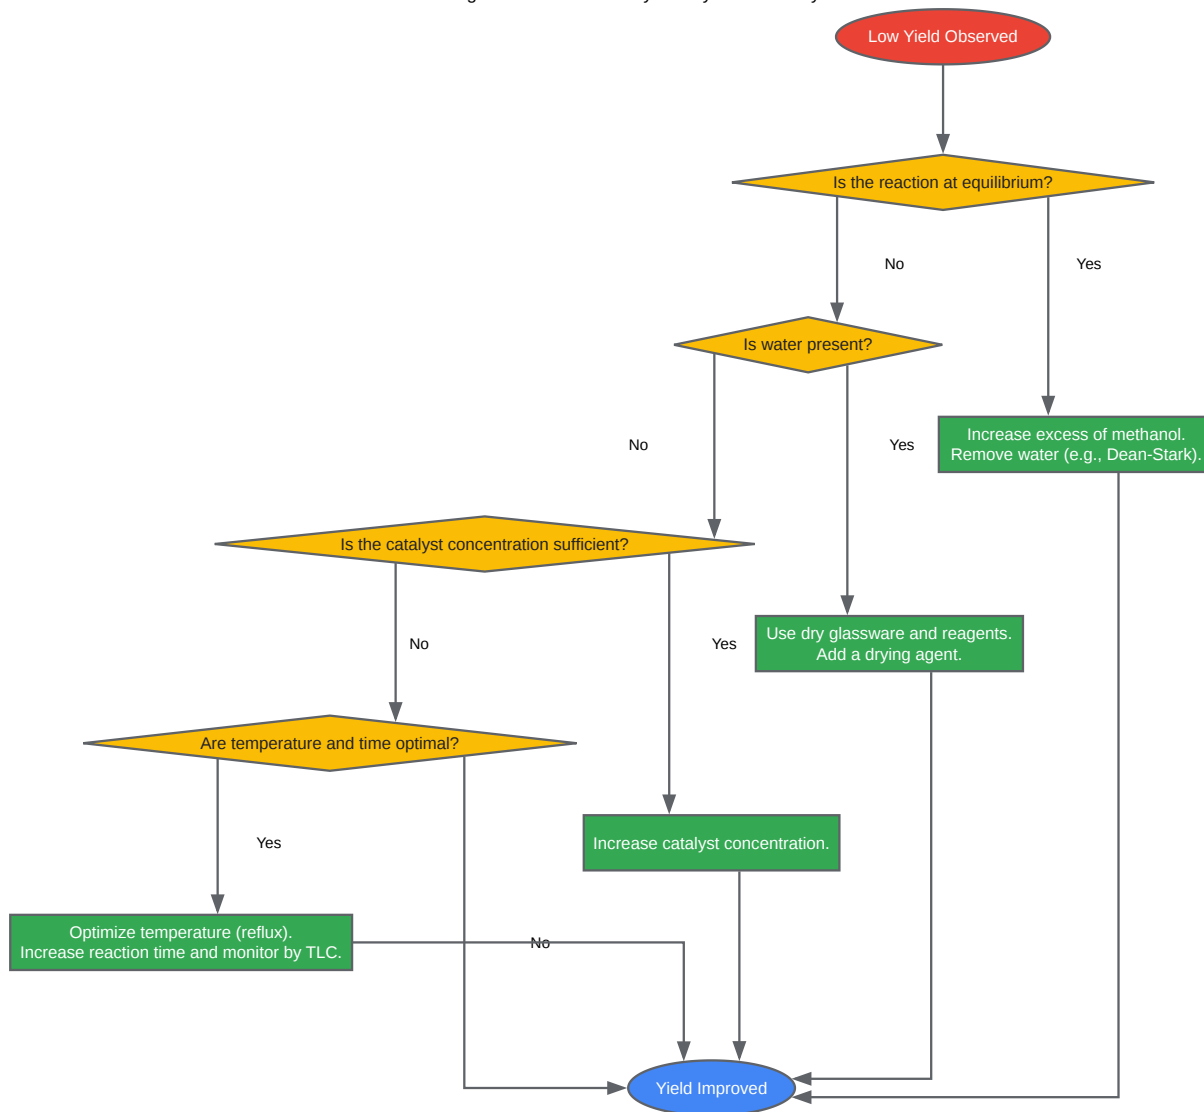 Low Yield Observed
Is the reaction at equilibrium?
No
Yes
Is water present?
No
Yes
Increase excess of methanol.
Remove water (e.g., Dean-Stark).
Is the catalyst concentration sufficient?
No
Yes
Use dry glassware and reagents.
Add a drying agent.
Are temperature and time optimal?
Yes
Increase catalyst concentration.
Optimize temperature (reflux).
Increase reaction time and monitor by TLC.
No
Yield Improved